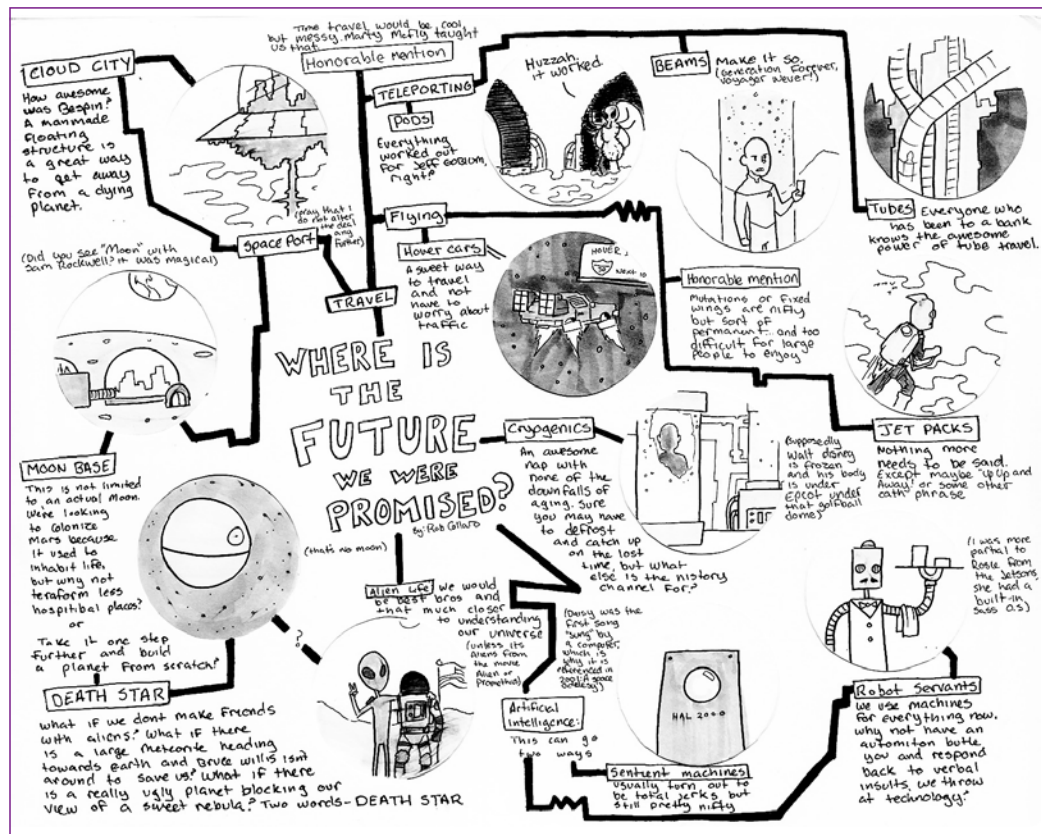 Time travel would be cool
but messy. Marty McFly taught
us that
Honorable Mention
CLOUD CITY
How awesome
was Bespin?
A manmade
floating
structure is
a great way
to get away
from a dying
planet.
(pray that I
do not alter
the deal
any
further)
Space Port
TRAVEL
TELEPORTING
PODS
Everything
worked out
for Jeff Goblum,
right?
Huzzah,
it worked
BEAMS
Make it so,
(Generation Forever,
Voyager Never!)
Tubes
Everyone who
has been to a bank
knows the awesome
power of tube travel.
Flying
Hover cars
A sweet way
to travel
and not
have to
worry about
traffic
HOVER
NEXT 10
Honorable mention
Mutations or fixed
wings are nifty
but sort of
permanent... and too
difficult for large
people to enjoy
JET PACKS
Nothing more
needs to be said.
Except maybe "up up and
Away" or some other
cath phrase
(Did you see "Moon" with
Sam Rockwell? it was magical)
MOON BASE
This is not limited
to an actual Moon.
We're looking
to colonize
Mars because
it used to
inhabit life,
but why not
teraform less
hospitibal places?
or
Take it one step
further and build
a planet from scratch?
WHERE IS
THE
FUTURE
WE WERE
PROMISED?
By: Rob Collaro
(that's no moon)
DEATH STAR
what if we dont make friends
with aliens? what if there
is a large meteorite heading
towards Earth and Bruce Willis isn't
around to save us? What if there
is a really ugly planet blocking our
view of a sweet nebula? Two words- DEATH STAR
?
Alien Life
We would
be best bros and
that much closer
to understanding
our universe
(unless its
Aliens from
the movie
Alien or
Promethis)
Cryogenics
An awesome
nap with
none of the
downfalls of
aging. Sure
you may have
to defrost
and catch up
on the lost
time, but what
else is the history
channel for?
(Supposedly
Walt disney
is frozen
and his body
is under
Epcot under
that golfball
dome)
(Daisy was the
first song
"sung" by
a computer,
which is
why it is
referenced in
2001: A space
Artificial
Intelligence:
This can go
two ways
HAL 2000
Sentient machines
usually turn out to
be total jerks but
still pretty nifty
(I was more
partial to
Rosie from
the Jetsons,
she had a
built-in
sass O.S)
Robot Servants
we use machines
for everything now,
why not have an
automiton butle
you and respond
back to verbal
insults, we throw
at technology?